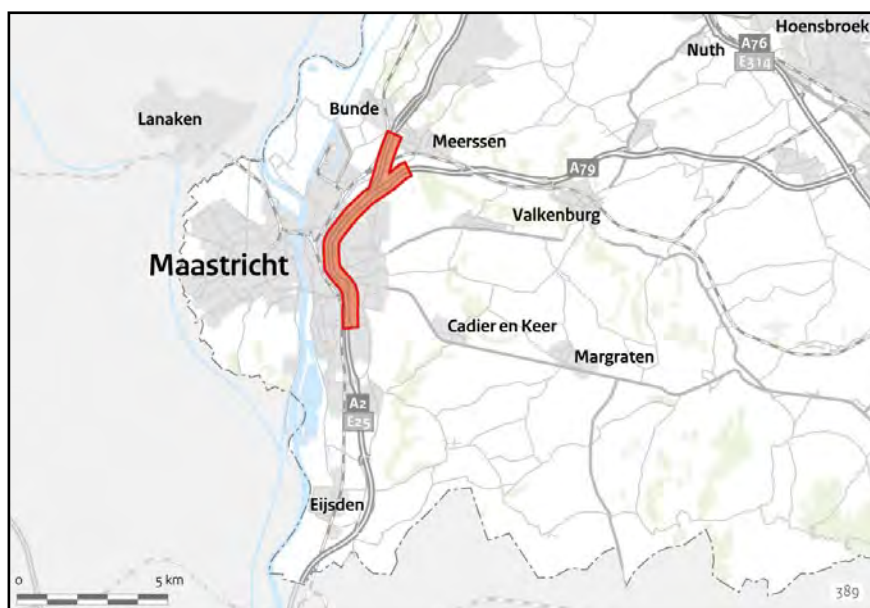 Hoensbroek
A76
E314
Nuth
Bunde
Lanaken
Meerssen
A79
Valkenburg
Maastricht
Cadier en Keer
Margraten
A2
E25
Eijsden
0
5 km
389